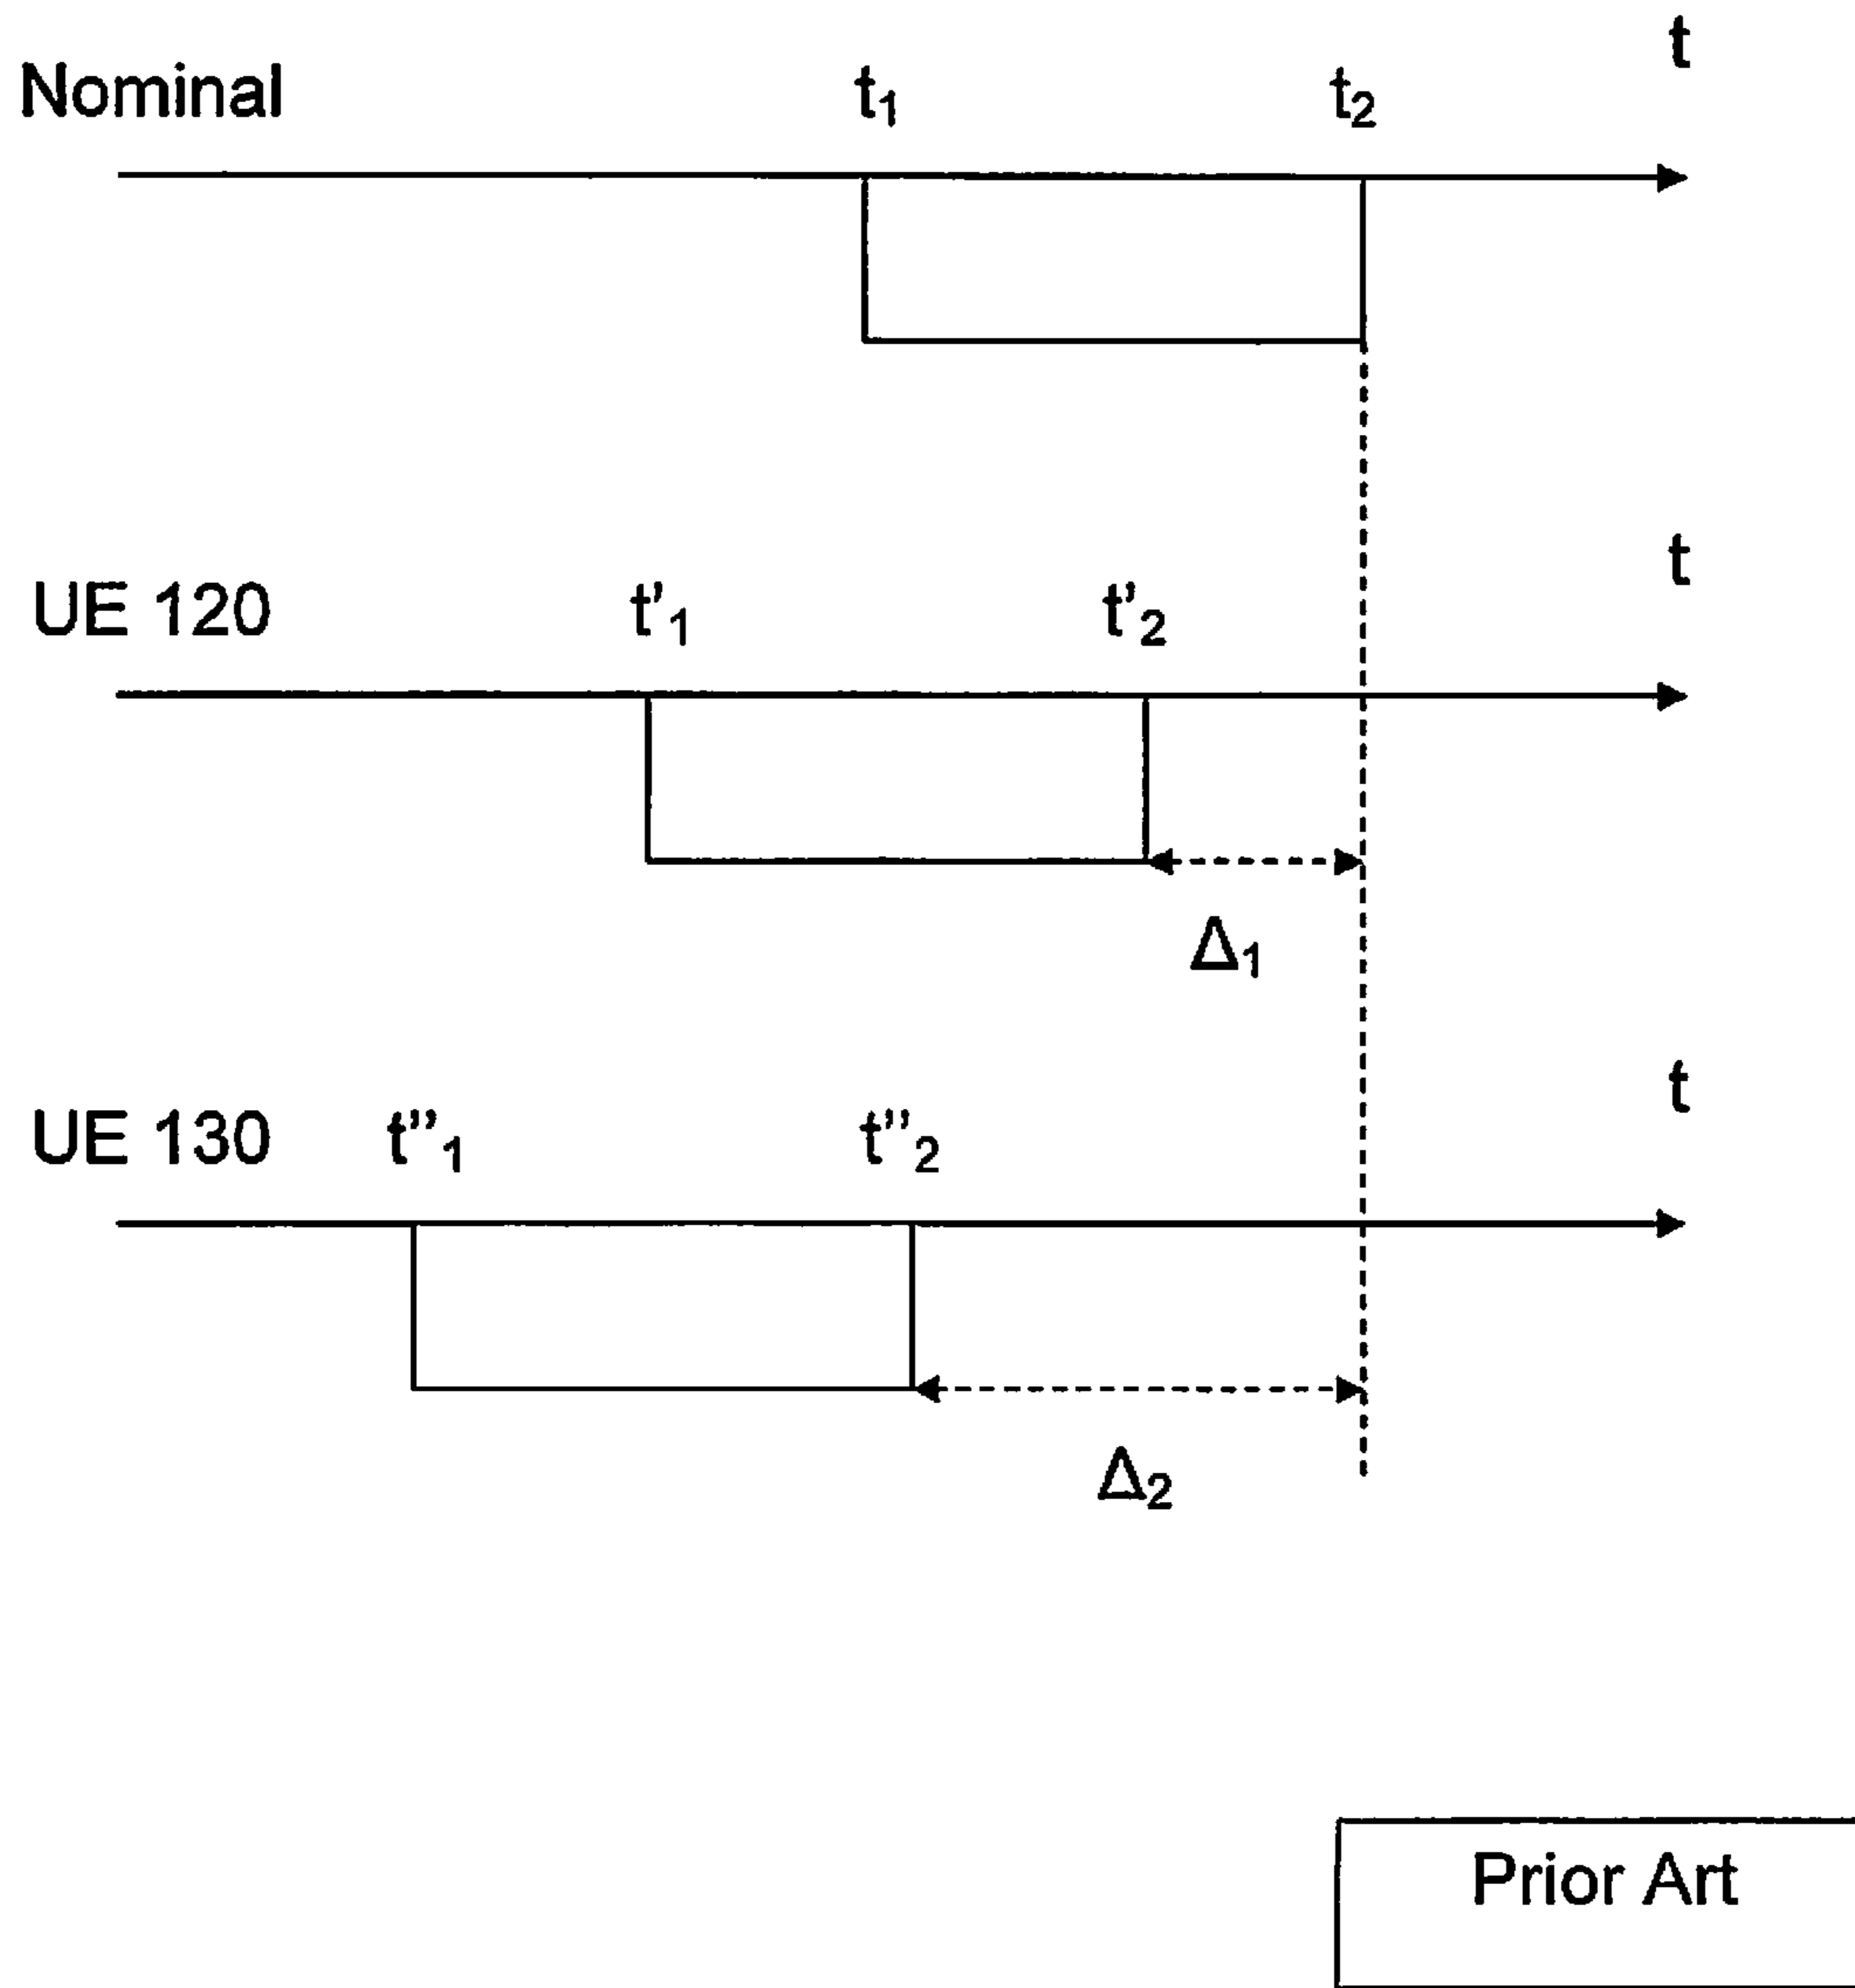 t
Nominal t₁ t₂
t
UE 120 t'₁ t'₂
Δ₁
t
UE 130 t"₁ t"₂
Δ₂
Prior Art